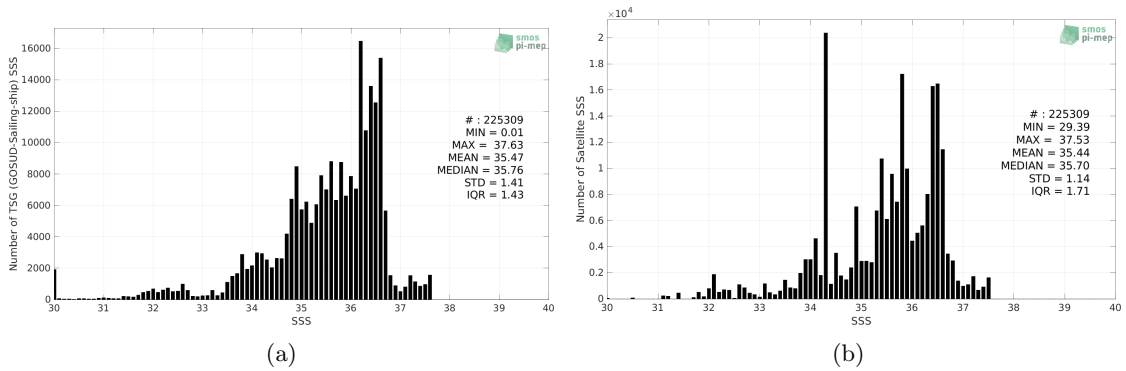 smos
pi-mep
Number of TSG (GOSUD-Sailing-ship) SSS
16000
14000
12000
10000
8000
6000
4000
2000
0
# : 225309
MIN = 0.01
MAX = 37.63
MEAN = 35.47
MEDIAN = 35.76
STD = 1.41
IQR = 1.43
30 31 32 33 34 35 36 37 38 39 40
SSS
(a)
×10⁴
smos
pi-mep
Number of Satellite SSS
2
1.8
1.6
1.4
1.2
1
0.8
0.6
0.4
0.2
0
# : 225309
MIN = 29.39
MAX = 37.53
MEAN = 35.44
MEDIAN = 35.70
STD = 1.14
IQR = 1.71
30 31 32 33 34 35 36 37 38 39 40
SSS
(b)